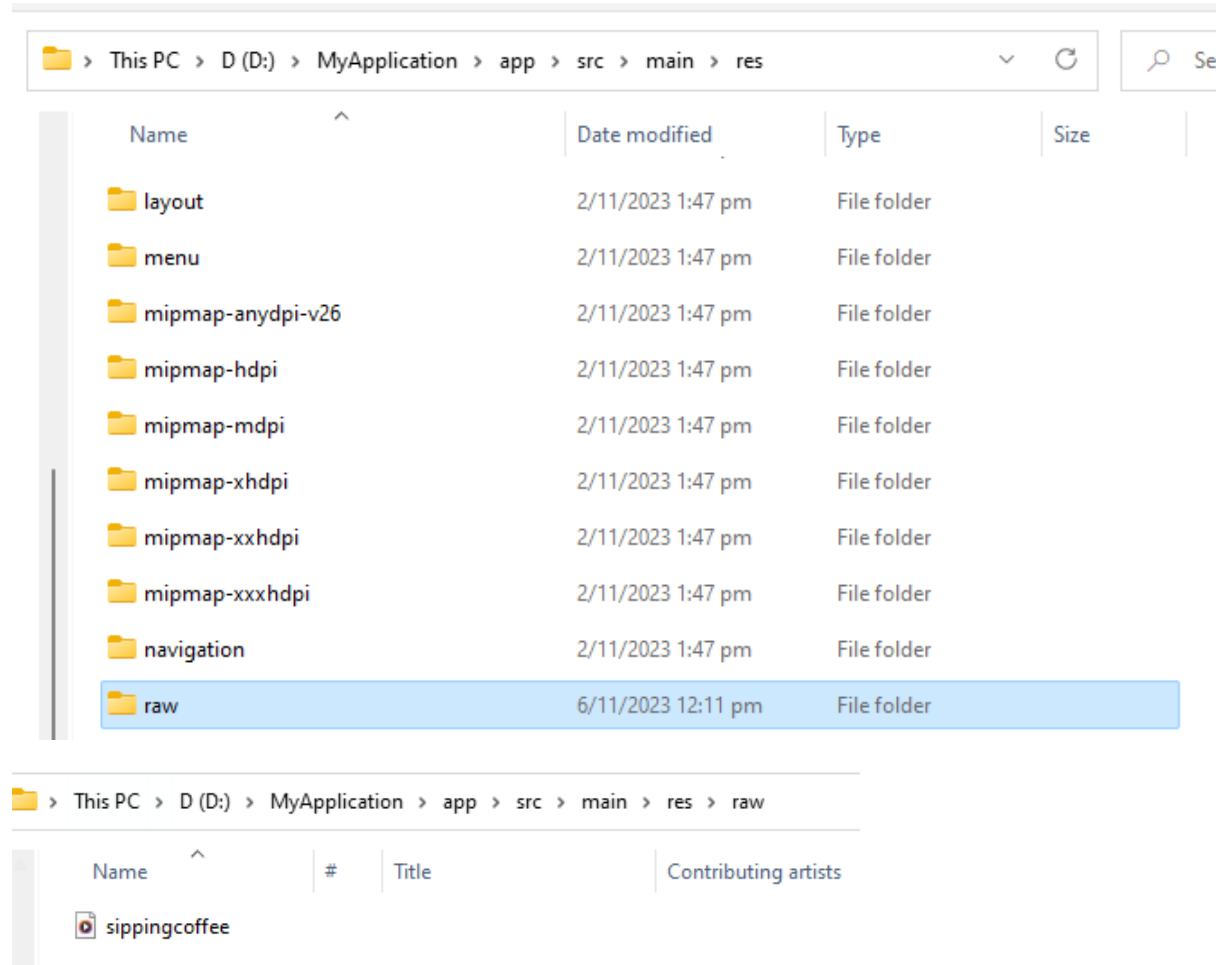 This PC > D (D:) > MyApplication > app > src > main > res Se
Name Date modified Type Size
layout 2/11/2023 1:47 pm File folder
menu 2/11/2023 1:47 pm File folder
mipmap-anydpi-v26 2/11/2023 1:47 pm File folder
mipmap-hdpi 2/11/2023 1:47 pm File folder
mipmap-mdpi 2/11/2023 1:47 pm File folder
mipmap-xhdpi 2/11/2023 1:47 pm File folder
mipmap-xxhdpi 2/11/2023 1:47 pm File folder
mipmap-xxxhdpi 2/11/2023 1:47 pm File folder
navigation 2/11/2023 1:47 pm File folder
raw 6/11/2023 12:11 pm File folder
This PC > D (D:) > MyApplication > app > src > main > res > raw
Name # Title Contributing artists
sippingcoffee